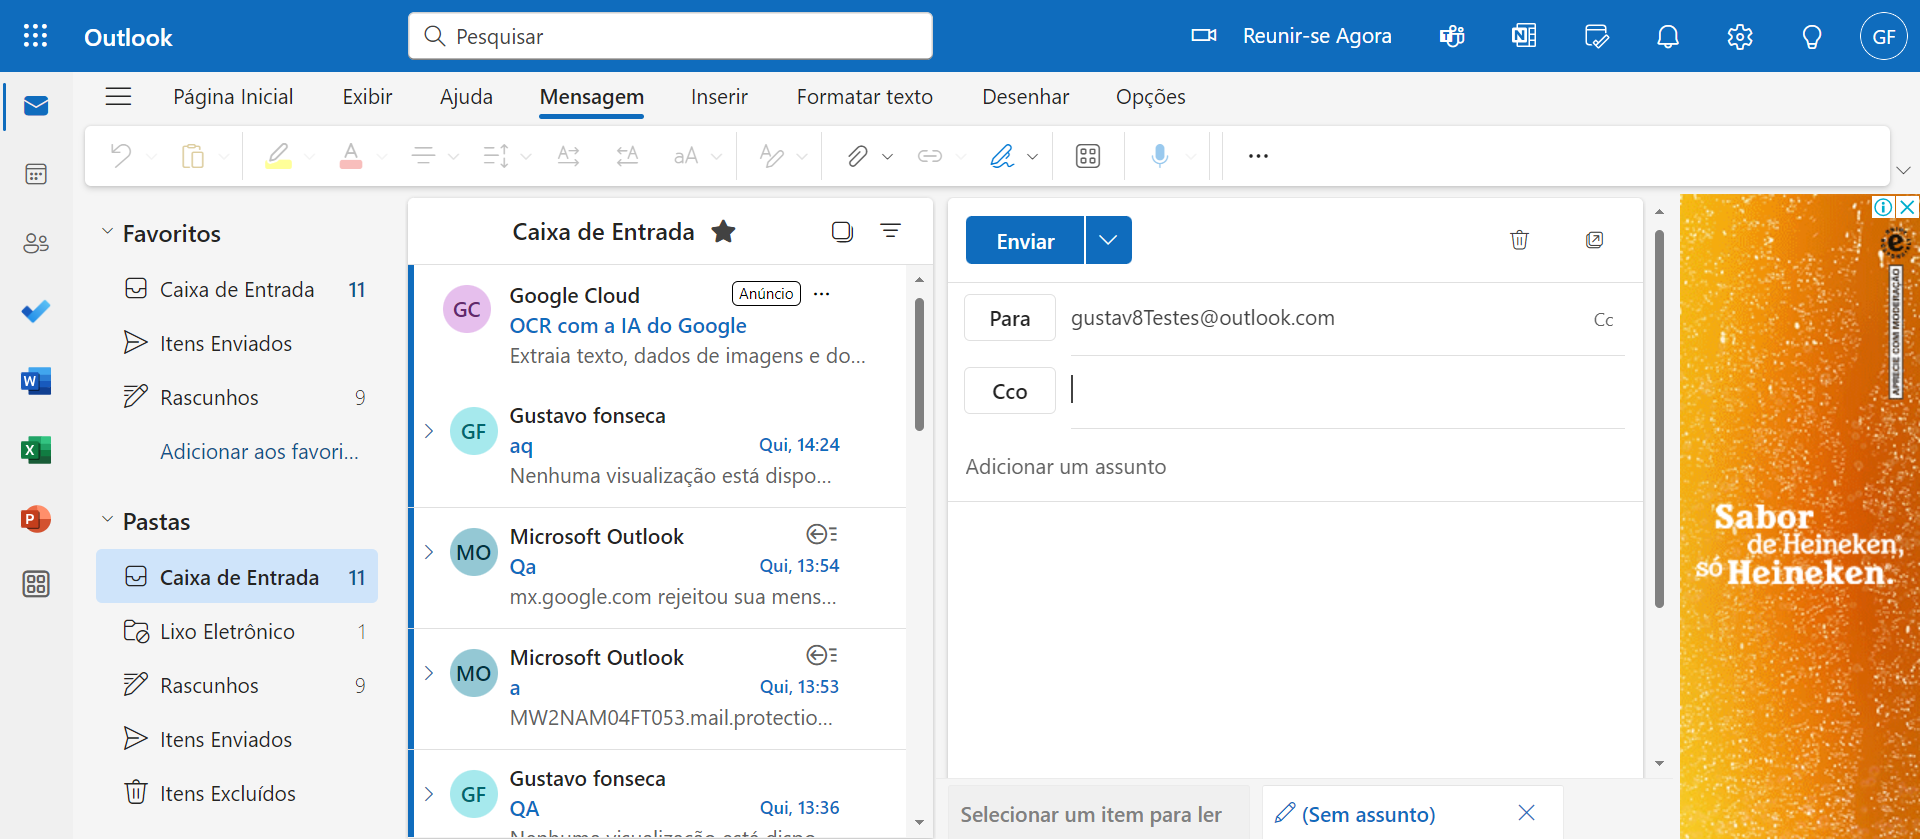 Outlook
Pesquisar
Reunir-se Agora
GF
Página Inicial
Exibir
Ajuda
Mensagem
Inserir
Formatar texto
Desenhar
Opções
Favoritos
Caixa de Entrada 11
Itens Enviados
Rascunhos 9
Adicionar aos favori...
Pastas
Caixa de Entrada 11
Lixo Eletrônico 1
Rascunhos 9
Itens Enviados
Itens Excluídos
Caixa de Entrada
GC
Google Cloud
Anúncio
OCR com a IA do Google
Extraia texto, dados de imagens e do...
GF
Gustavo fonseca
aq Qui, 14:24
Nenhuma visualização está dispo...
MO
Microsoft Outlook
Qa Qui, 13:54
mx.google.com rejeitou sua mens...
MO
Microsoft Outlook
a Qui, 13:53
MW2NAM04FT053.mail.protectio...
GF
Gustavo fonseca
QA Qui, 13:36
Nenhuma visualização está dispo...
Enviar
Para gustav8Testes@outlook.com Cc
Cco
Adicionar um assunto
Selecionar um item para ler
(Sem assunto)
APRECIE COM MODERAÇÃO
Sabor
de Heineken,
só Heineken.